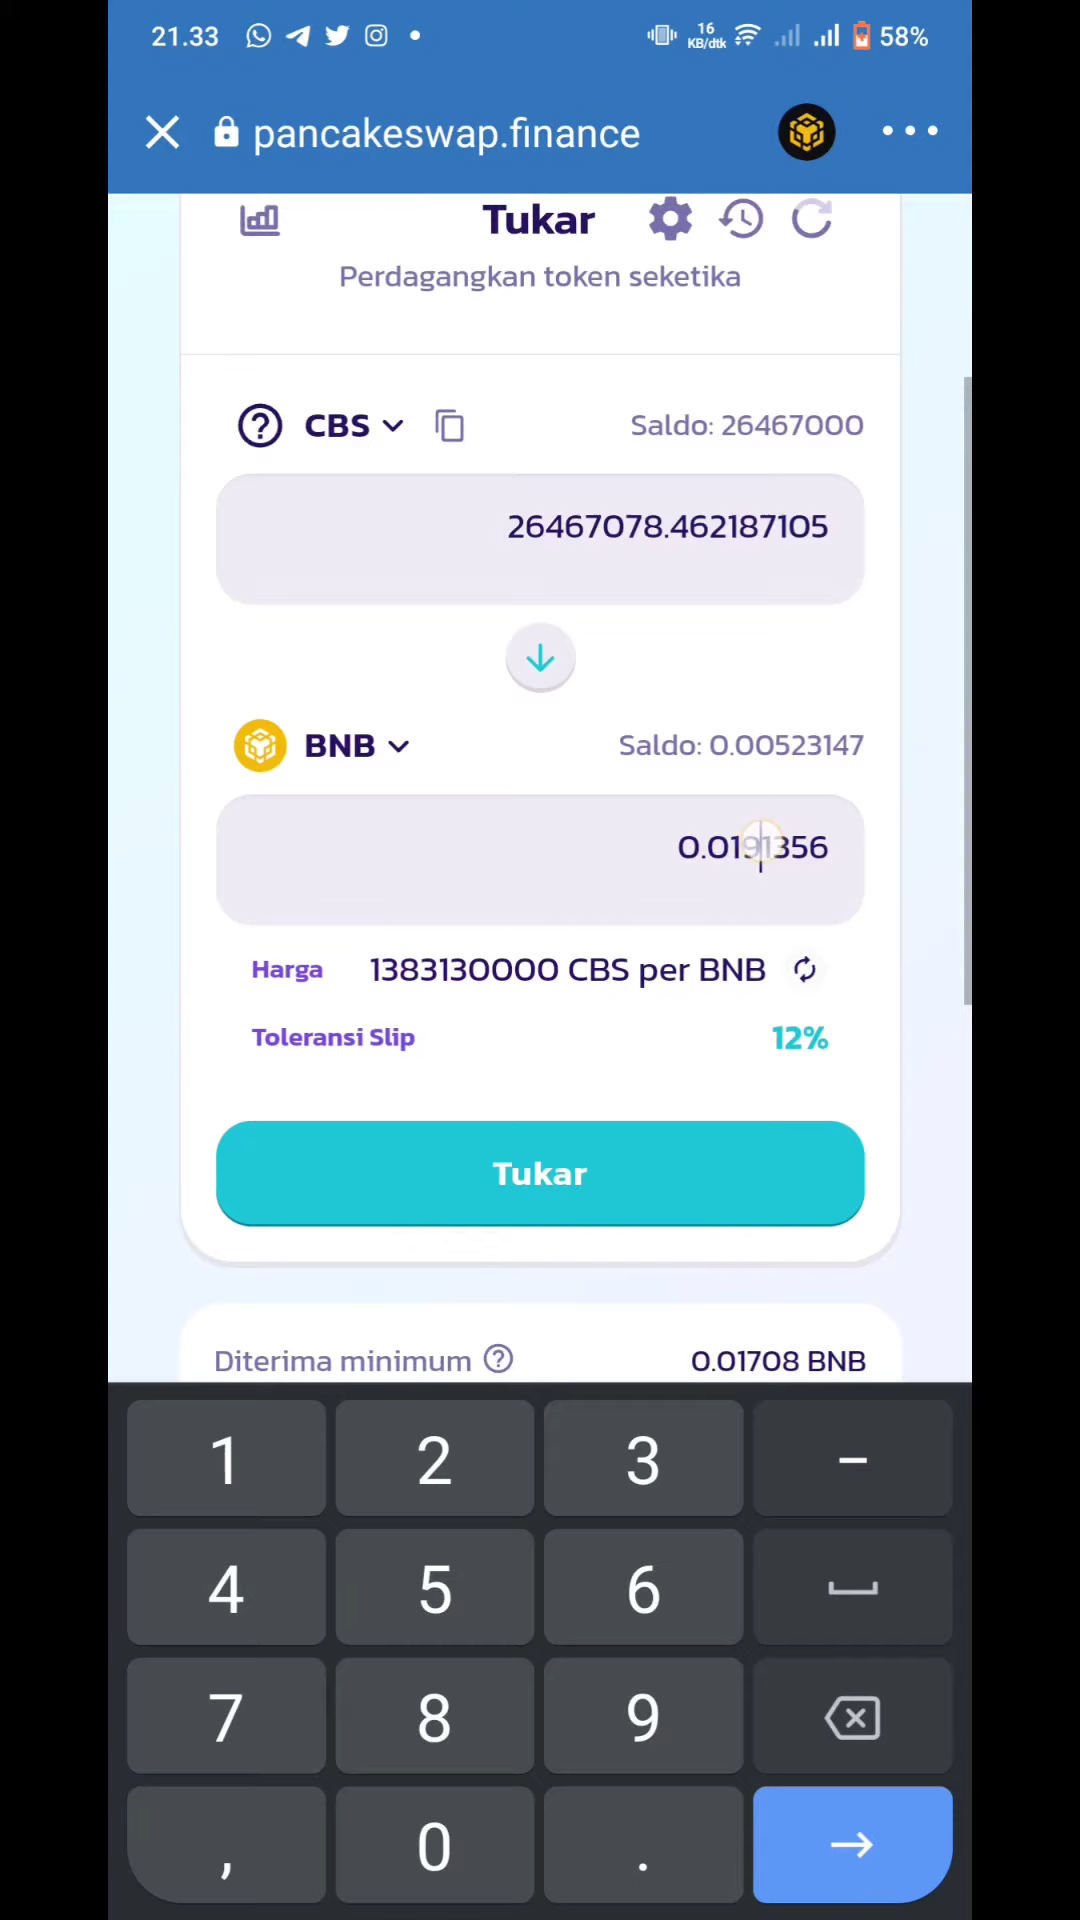 21.33
16
KB/dtk
58%
pancakeswap.finance
Tukar
Perdagangkan token seketika
CBS
Saldo: 26467000
26467078.462187105
BNB
Saldo: 0.00523147
0.0191356
Harga 1383130000 CBS per BNB
Toleransi Slip 12%
Tukar
Diterima minimum 0.01708 BNB
1 2 3 -
4 5 6
7 8 9
, 0 .